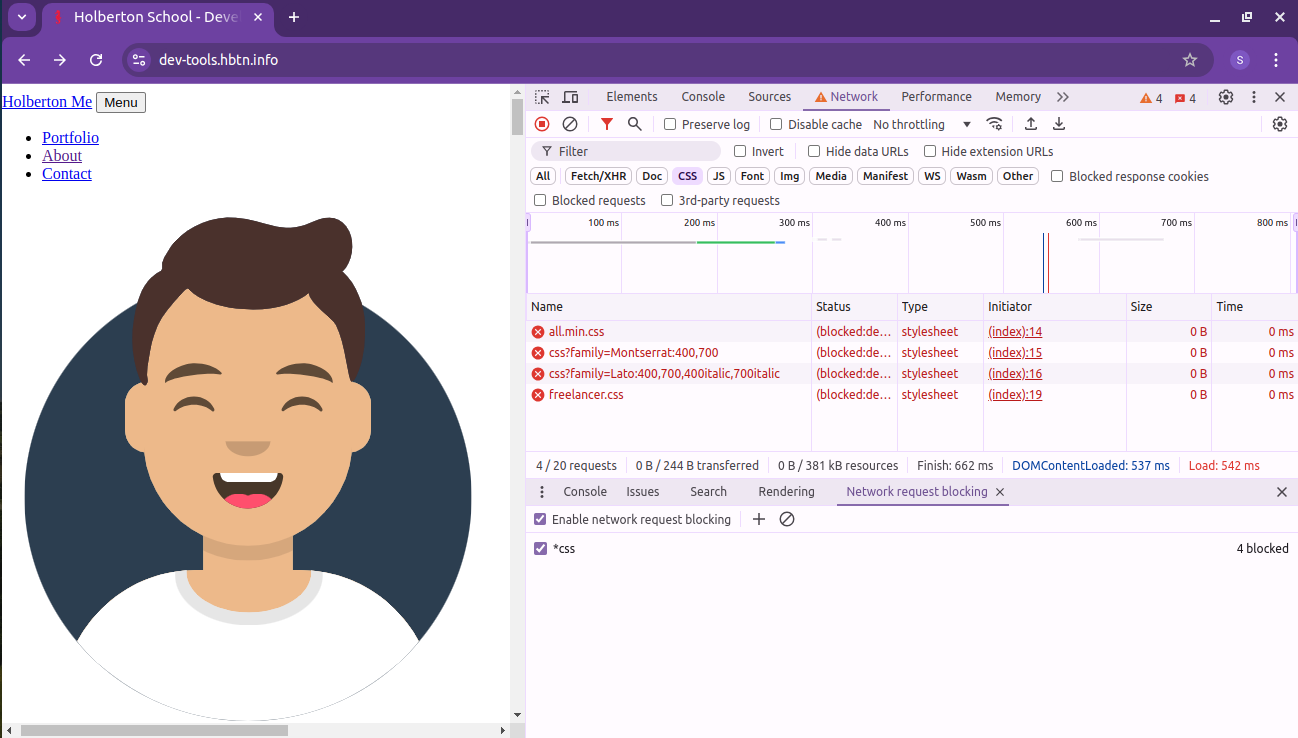 Holberton School - Deve
dev-tools.hbtn.info
S
Holberton Me Menu
Portfolio
About
Contact
Elements Console Sources Network Performance Memory 4 4
Preserve log Disable cache No throttling
Filter Invert Hide data URLs Hide extension URLs
All Fetch/XHR Doc CSS JS Font Img Media Manifest WS Wasm Other Blocked response cookies
Blocked requests 3rd-party requests
100 ms 200 ms 300 ms 400 ms 500 ms 600 ms 700 ms 800 ms
Name Status Type Initiator Size Time
all.min.css (blocked:de... stylesheet (index):14 0 B 0 ms
css?family=Montserrat:400,700 (blocked:de... stylesheet (index):15 0 B 0 ms
css?family=Lato:400,700,400italic,700italic (blocked:de... stylesheet (index):16 0 B 0 ms
freelancer.css (blocked:de... stylesheet (index):19 0 B 0 ms
4 / 20 requests 0 B / 244 B transferred 0 B / 381 kB resources Finish: 662 ms DOMContentLoaded: 537 ms Load: 542 ms
Console Issues Search Rendering Network request blocking
Enable network request blocking
*css 4 blocked